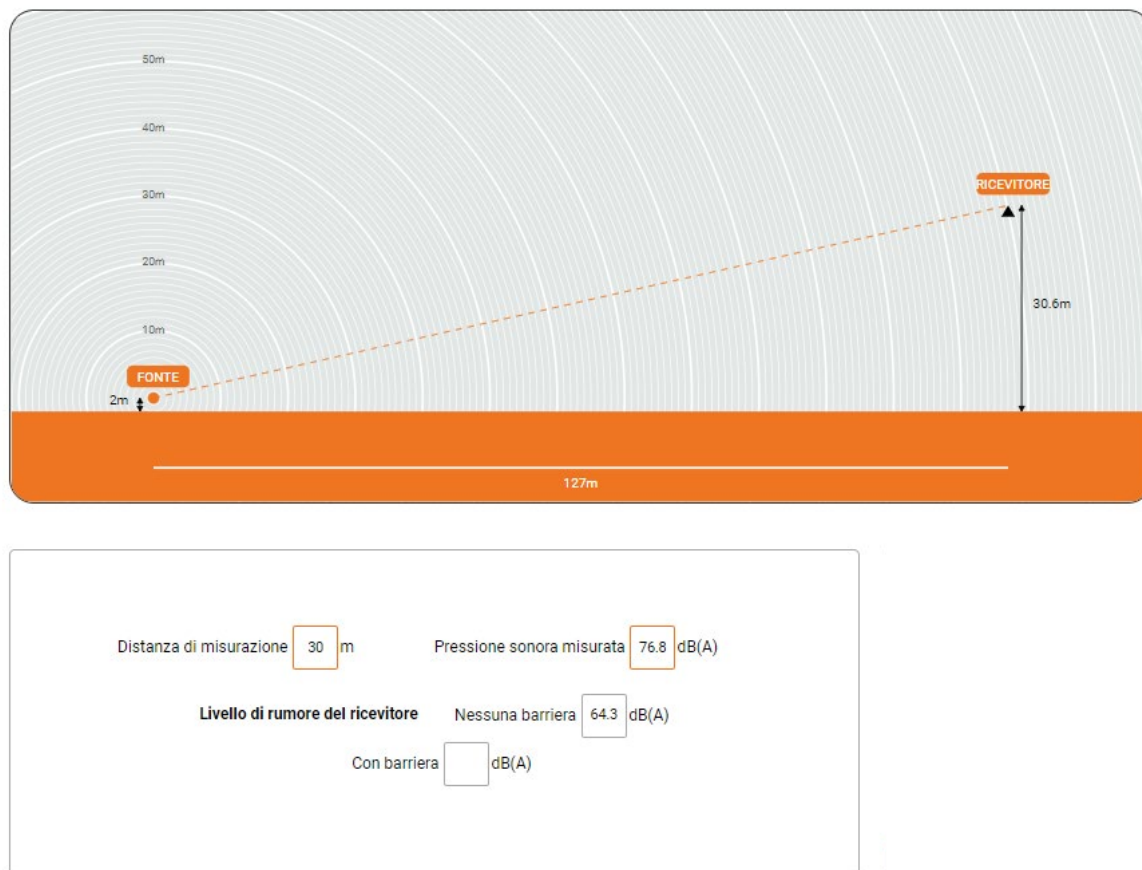 50m
40m
30m
20m
10m
RICEVITORE
30.6m
FONTE
2m
127m
Distanza di misurazione 30 m Pressione sonora misurata 76.8 dB(A)
Livello di rumore del ricevitore Nessuna barriera 64.3 dB(A)
Con barriera dB(A)